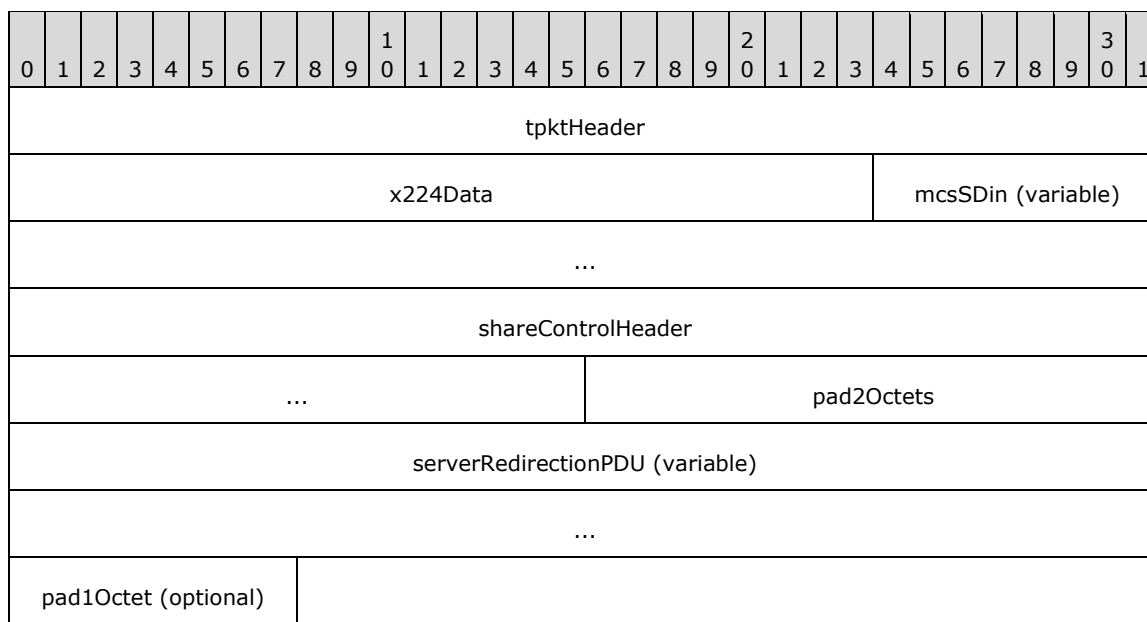 1 2 3
0 1 2 3 4 5 6 7 8 9 0 1 2 3 4 5 6 7 8 9 0 1 2 3 4 5 6 7 8 9 0 1
tpktHeader
x224Data mcsSDin (variable)
...
shareControlHeader
... pad2Octets
serverRedirectionPDU (variable)
...
pad1Octet (optional)